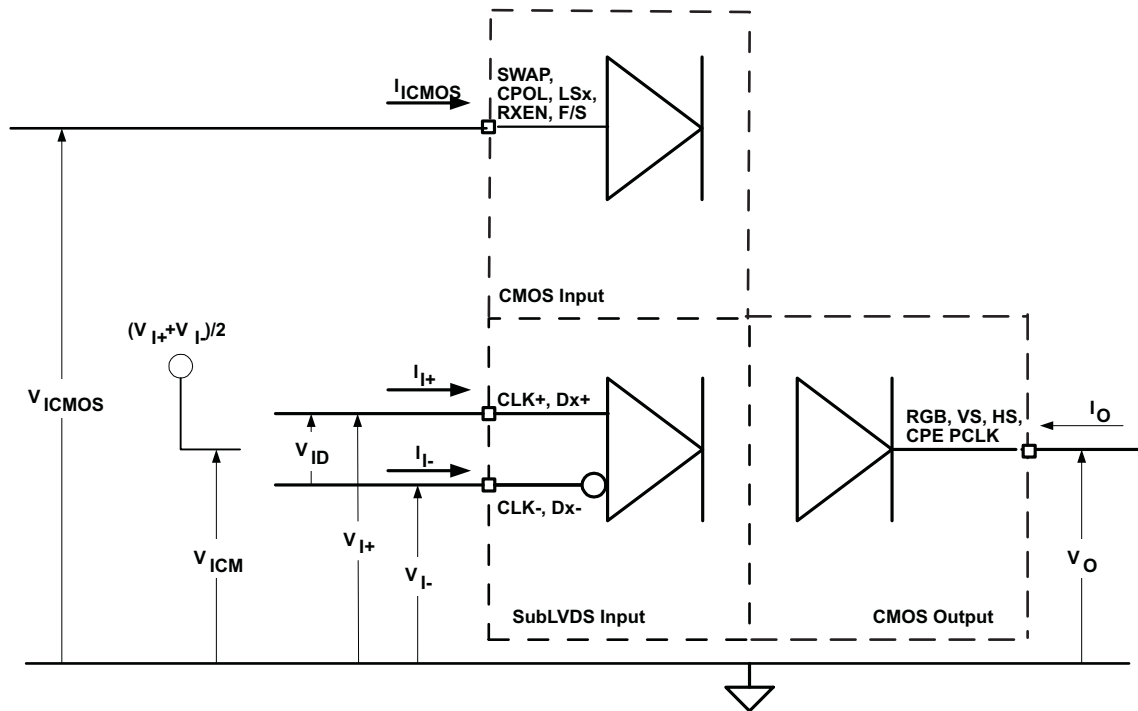 I ICMOS
SWAP,
CPOL, LSx,
RXEN, F/S
CMOS Input
(V I+ +V I-)/2
V ICMOS
I I+
CLK+, Dx+
RGB, VS, HS,
CPE PCLK
I O
V ID
I I-
CLK-, Dx-
V ICM
V I+
V I-
V O
SubLVDS Input
CMOS Output